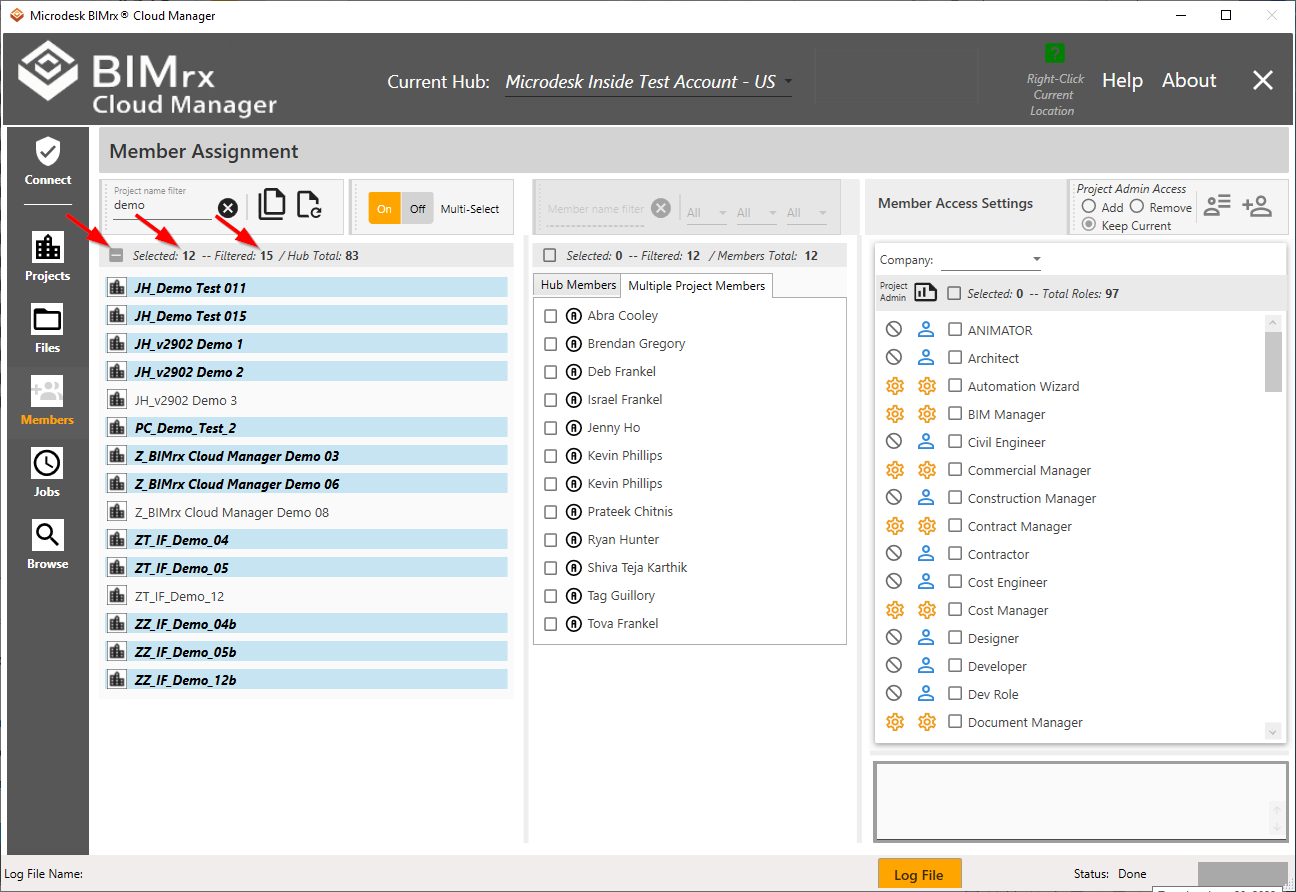 Microdesk BIMrx® Cloud Manager
BIMrx
Cloud Manager
Current Hub: Microdesk Inside Test Account - US
?
Right-Click
Current
Location
Help
About
Connect
Projects
Files
Members
Jobs
Browse
Member Assignment
Project name filter
demo
On Off Multi-Select
Selected: 12 -- Filtered: 15 / Hub Total: 83
JH_Demo Test 011
JH_Demo Test 015
JH_v2902 Demo 1
JH_v2902 Demo 2
JH_v2902 Demo 3
PC_Demo_Test_2
Z_BIMrx Cloud Manager Demo 03
Z_BIMrx Cloud Manager Demo 06
Z_BIMrx Cloud Manager Demo 08
ZT_IF_Demo_04
ZT_IF_Demo_05
ZT_IF_Demo_12
ZZ_IF_Demo_04b
ZZ_IF_Demo_05b
ZZ_IF_Demo_12b
Member name filter
All All All
Selected: 0 -- Filtered: 12 / Members Total: 12
Hub Members Multiple Project Members
Abra Cooley
Brendan Gregory
Deb Frankel
Israel Frankel
Jenny Ho
Kevin Phillips
Kevin Phillips
Prateek Chitnis
Ryan Hunter
Shiva Teja Karthik
Tag Guillory
Tova Frankel
Member Access Settings
Project Admin Access
Add Remove
Keep Current
Company:
Project
Admin
Selected: 0 -- Total Roles: 97
ANIMATOR
Architect
Automation Wizard
BIM Manager
Civil Engineer
Commercial Manager
Construction Manager
Contract Manager
Contractor
Cost Engineer
Cost Manager
Designer
Developer
Dev Role
Document Manager
Log File Name:
Log File
Status: Done